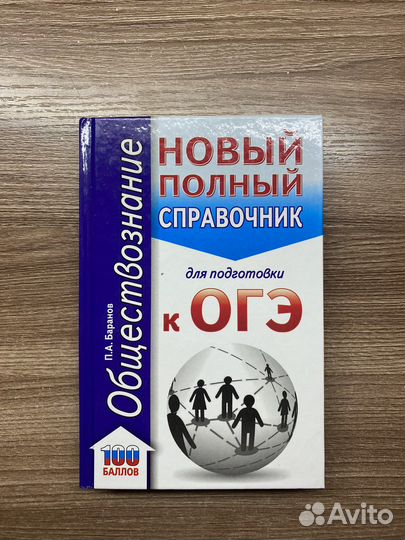 Обществознание
П.А. Баранов
НОВЫЙ
ПОЛНЫЙ
СПРАВОЧНИК
для подготовки
к ОГЭ
100
БАЛЛОВ
Avito